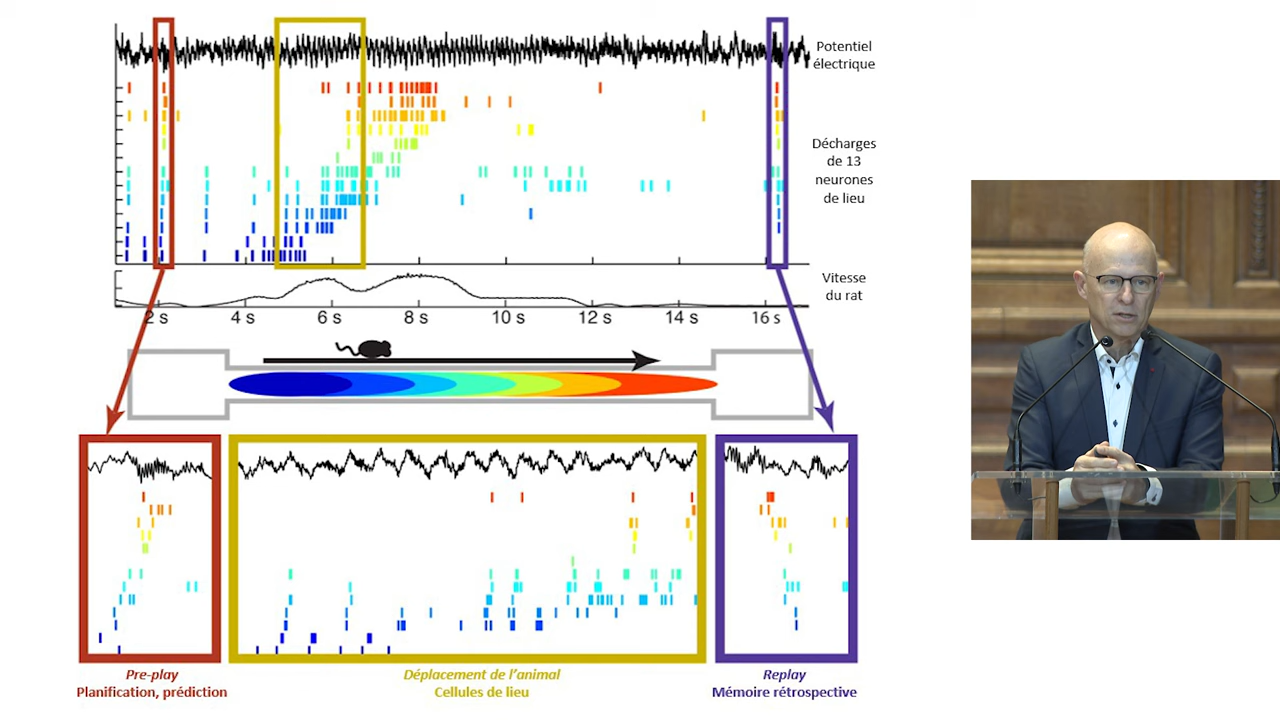 Potentiel
électrique
Décharges
de 13
neurones
de lieu
Vitesse
du rat
2 s 4 s 6 s 8 s 10 s 12 s 14 s 16 s
Pre-play
Planification, prédiction
Déplacement de l'animal
Cellules de lieu
Replay
Mémoire rétrospective